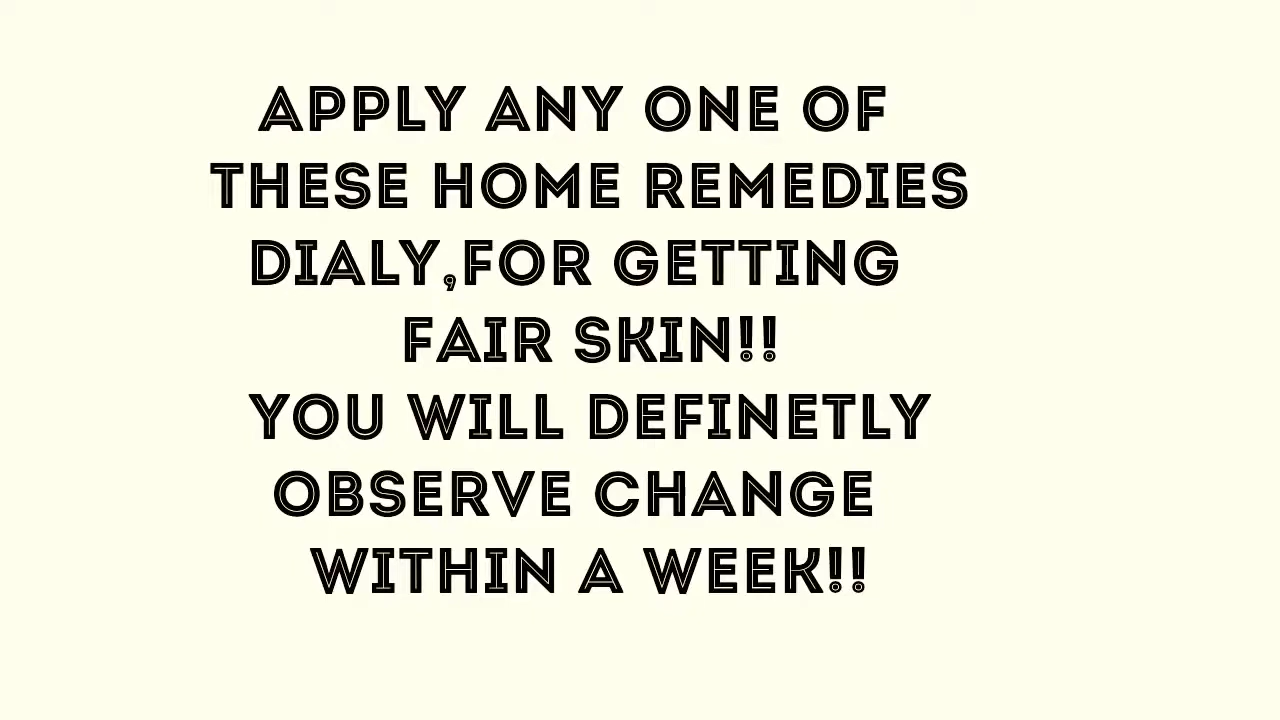 APPLY ANY ONE OF
THESE HOME REMEDIES
DIALY,FOR GETTING
FAIR SKIN!!
YOU WILL DEFINETLY
OBSERVE CHANGE
WITHIN A WEEK!!